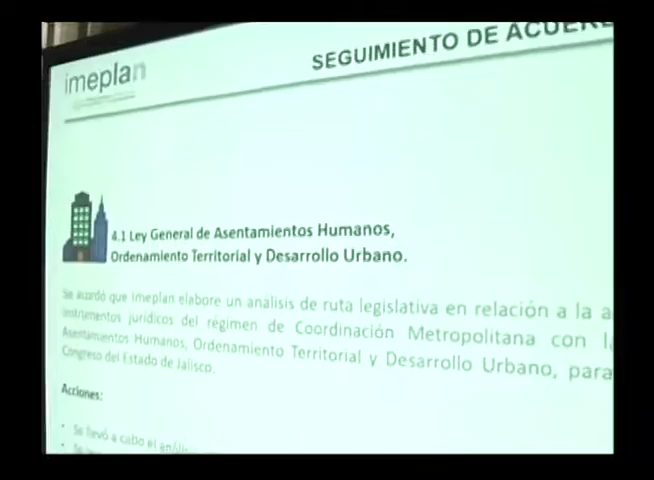 imeplan
SEGUIMIENTO DE ACUER
4.1 Ley General de Asentamientos Humanos,
Ordenamiento Territorial y Desarrollo Urbano.
Se acordó que Imeplan elabore un análisis de ruta legislativa en relación a la a
instrumentos jurídicos del régimen de Coordinación Metropolitana con l
Asentamientos Humanos, Ordenamiento Territorial y Desarrollo Urbano, para
Congreso del Estado de Jalisco.
Acciones:
• Se llevó a cabo el
• Se